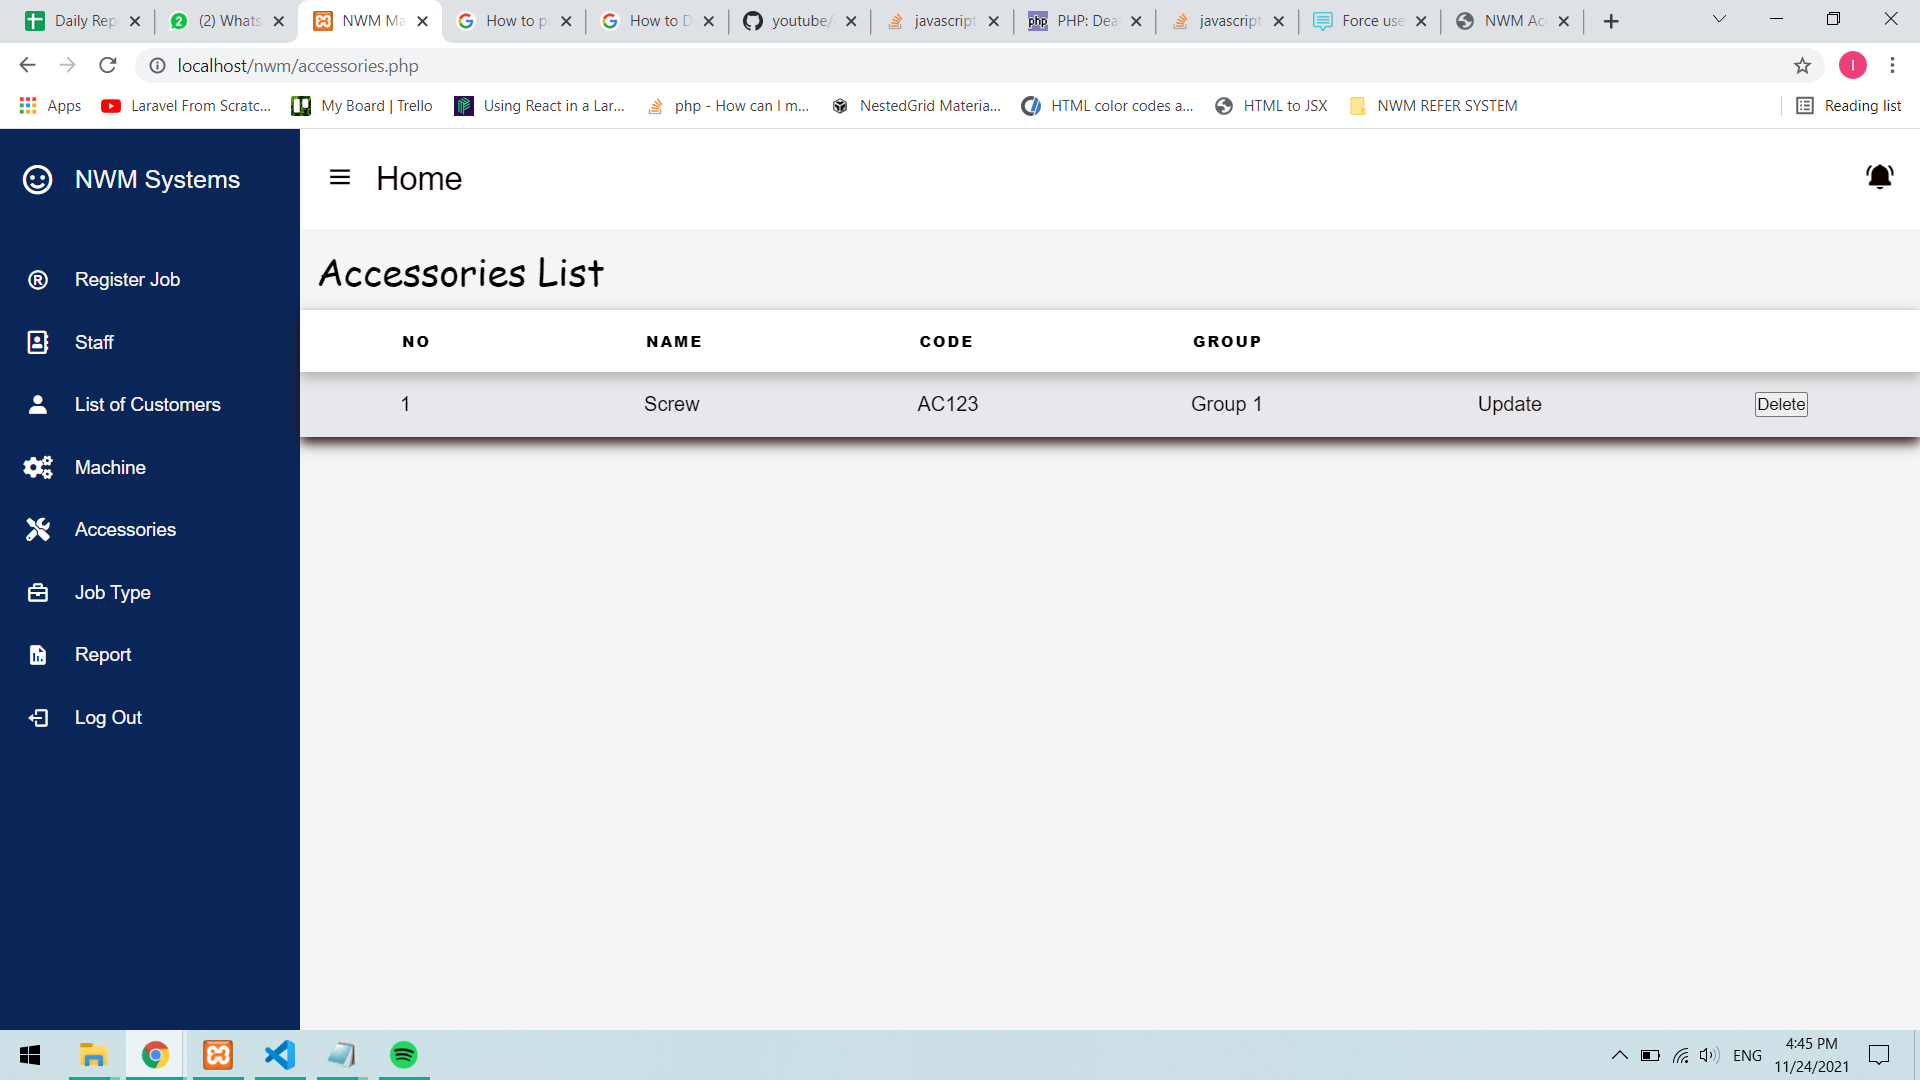 Daily Rep
(2) Whats
NWM Ma
How to p
How to D
youtube/
javascript
php
PHP: Dea
javascript
Force use
NWM Acc
localhost/nwm/accessories.php
I
Apps
Laravel From Scratc...
My Board | Trello
Using React in a Lar...
php - How can I m...
NestedGrid Materia...
HTML color codes a...
HTML to JSX
NWM REFER SYSTEM
Reading list
NWM Systems
Home
Register Job
Staff
List of Customers
Machine
Accessories
Job Type
Report
Log Out
Accessories List
NO NAME CODE GROUP
1 Screw AC123 Group 1 Update Delete
ENG
4:45 PM
11/24/2021